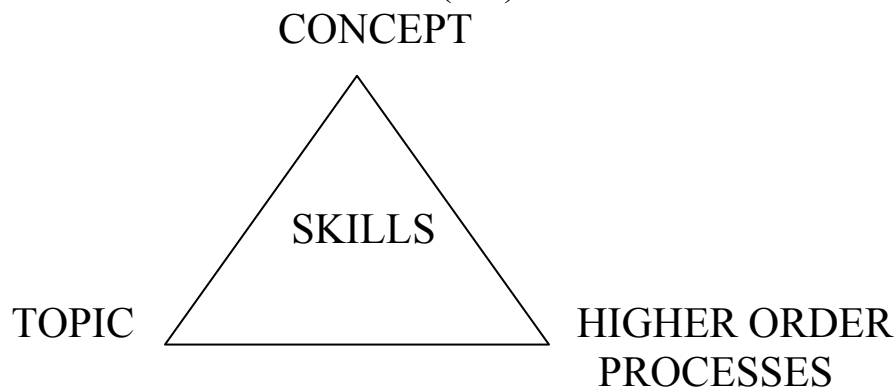 CONCEPT
SKILLS
TOPIC
HIGHER ORDER
PROCESSES